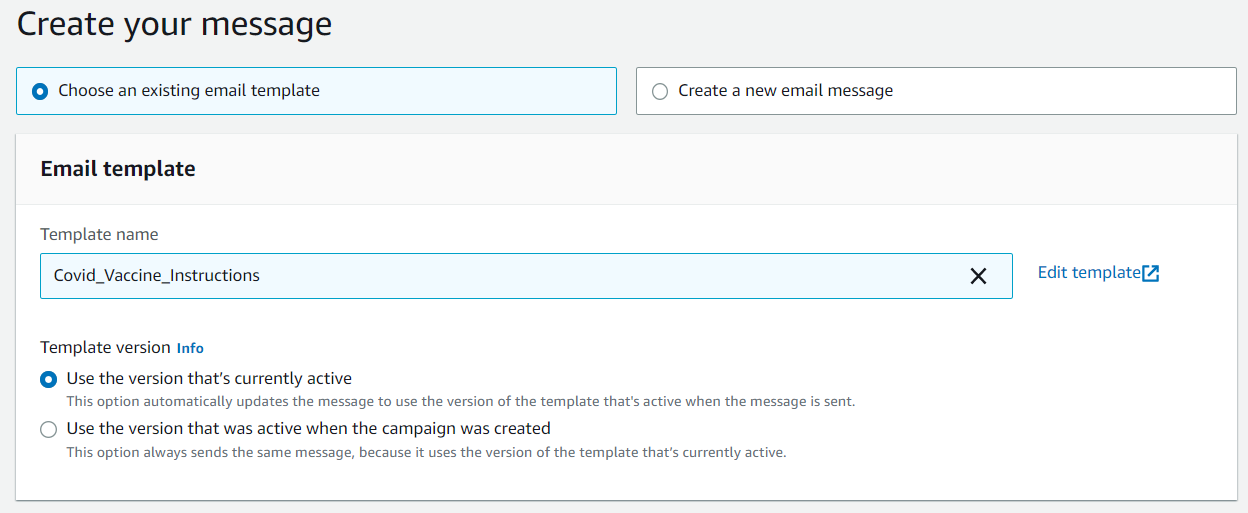 Create your message
Choose an existing email template
Create a new email message
Email template
Template name
Covid_Vaccine_Instructions
Edit template
Template version Info
Use the version that’s currently active
This option automatically updates the message to use the version of the template that's active when the message is sent.
Use the version that was active when the campaign was created
This option always sends the same message, because it uses the version of the template that’s currently active.